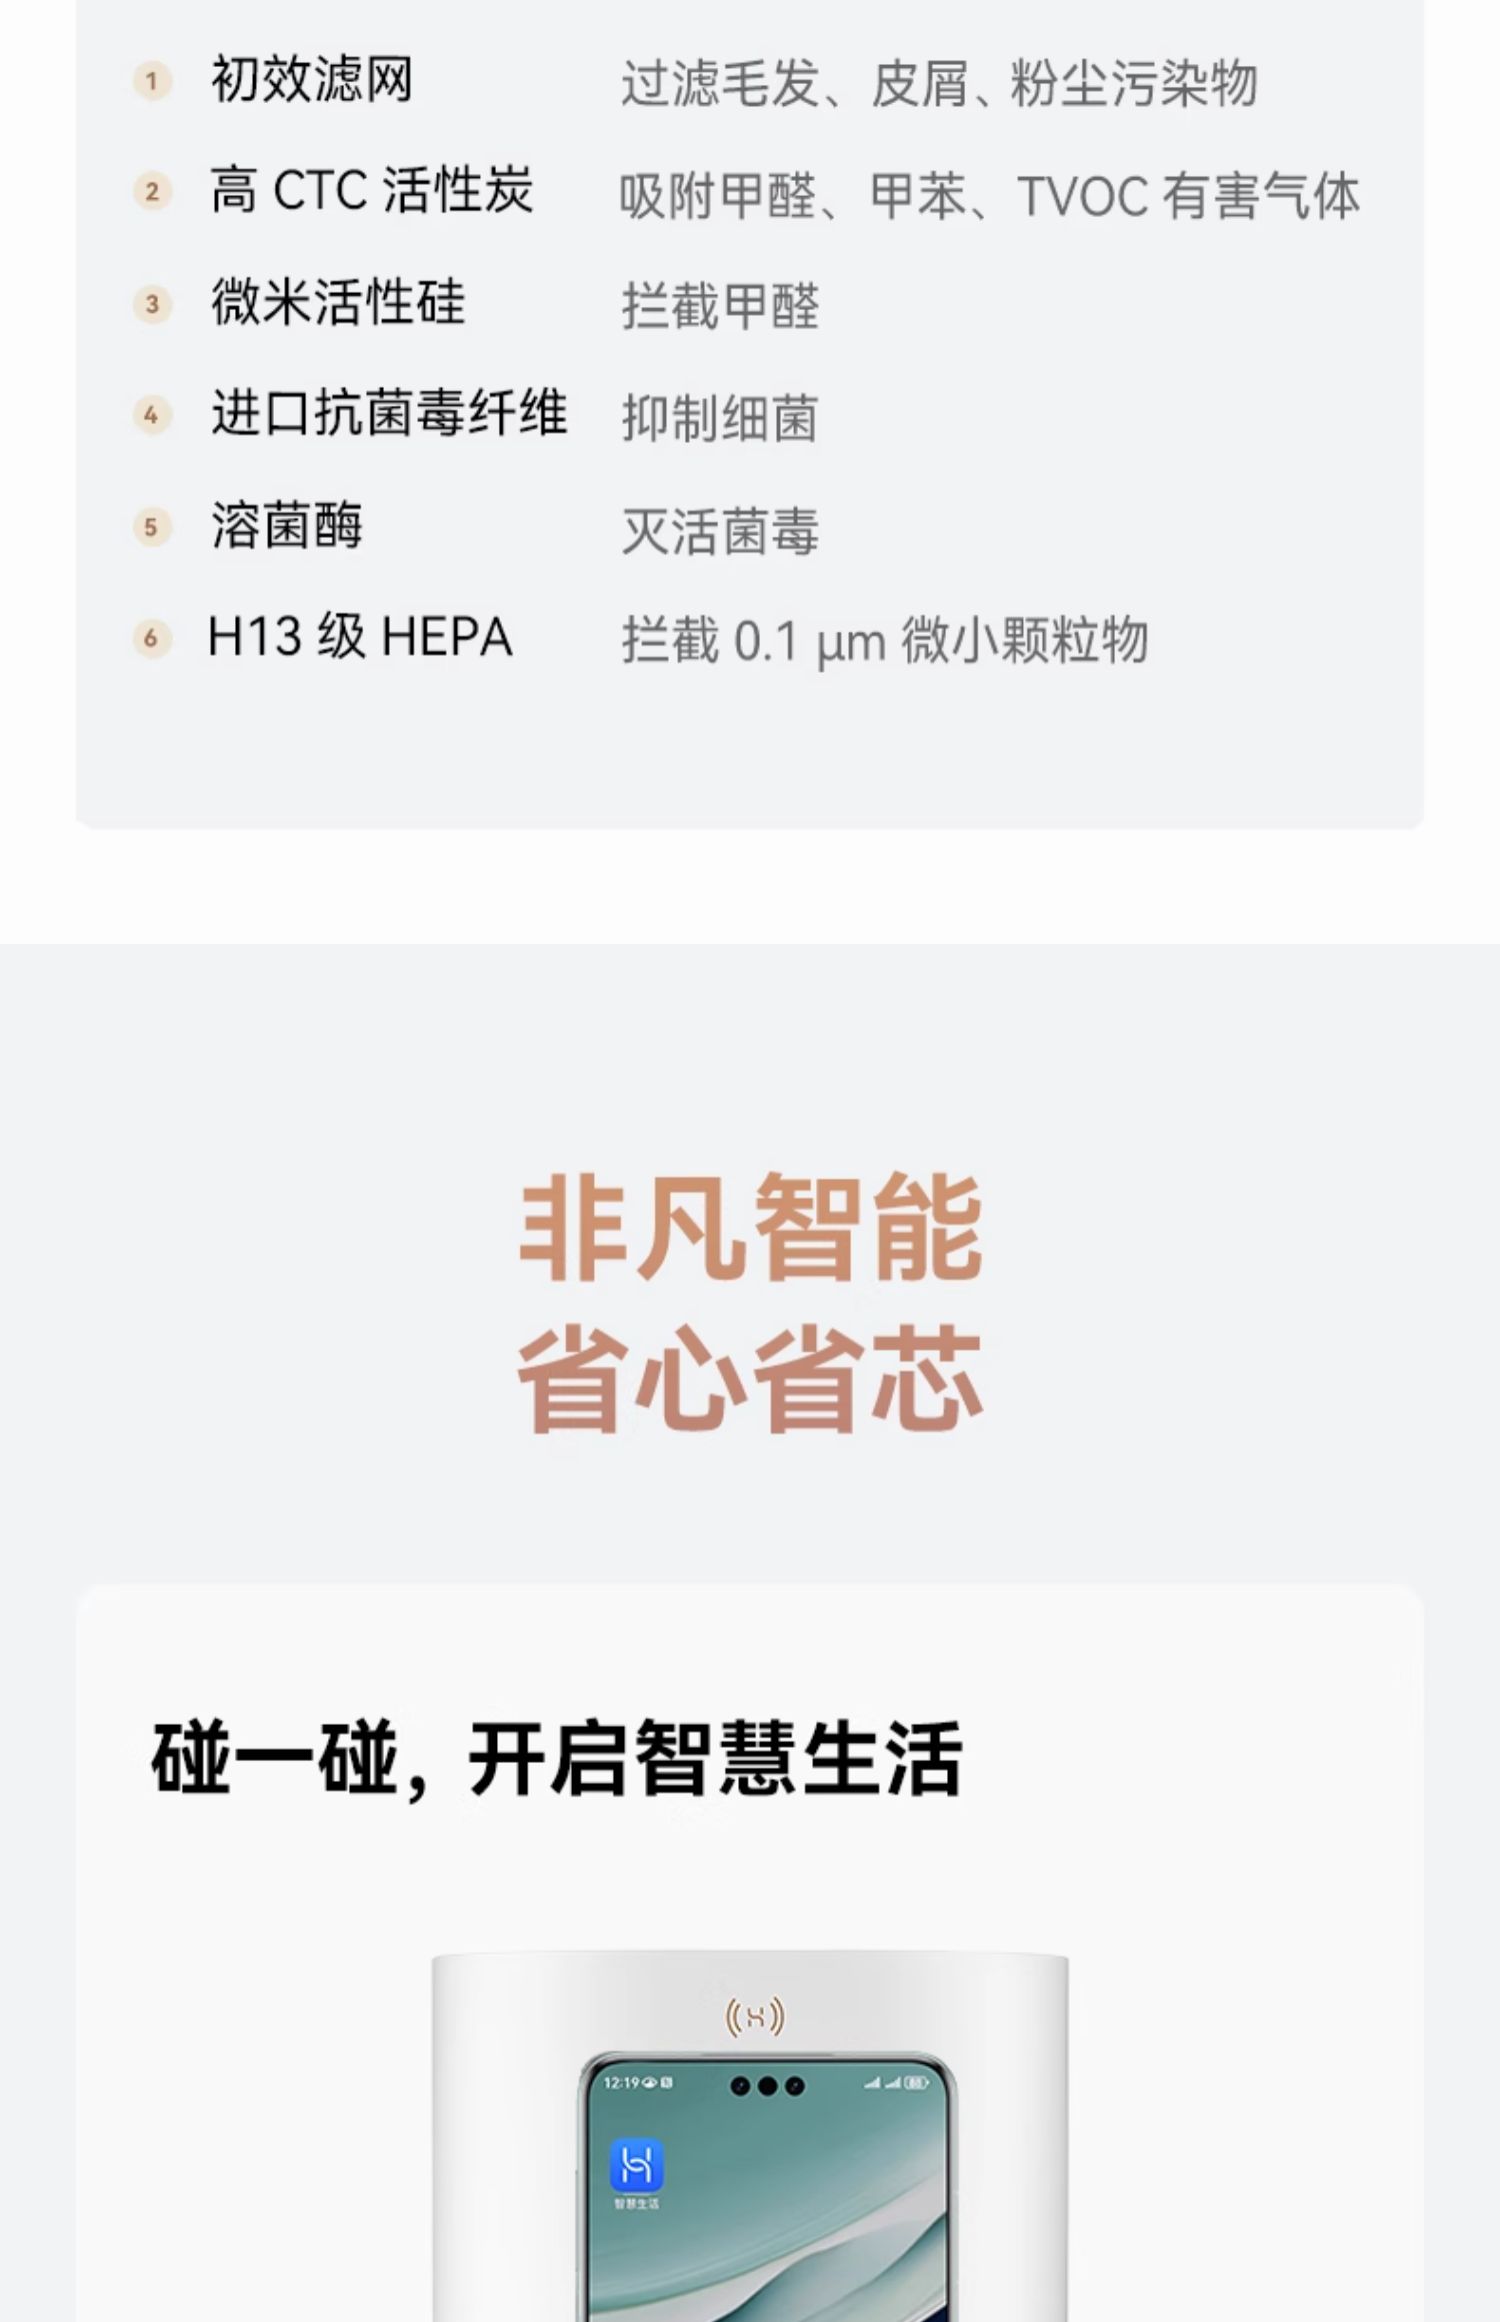 1 初效滤网 过滤毛发、皮屑、粉尘污染物
2 高 CTC 活性炭 吸附甲醛、甲苯、TVOC 有害气体
3 微米活性硅 拦截甲醛
4 进口抗菌毒纤维 抑制细菌
5 溶菌酶 灭活菌毒
6 H13 级 HEPA 拦截 0.1 μm 微小颗粒物
非凡智能
省心省芯
碰一碰，开启智慧生活
12:19
智慧生活